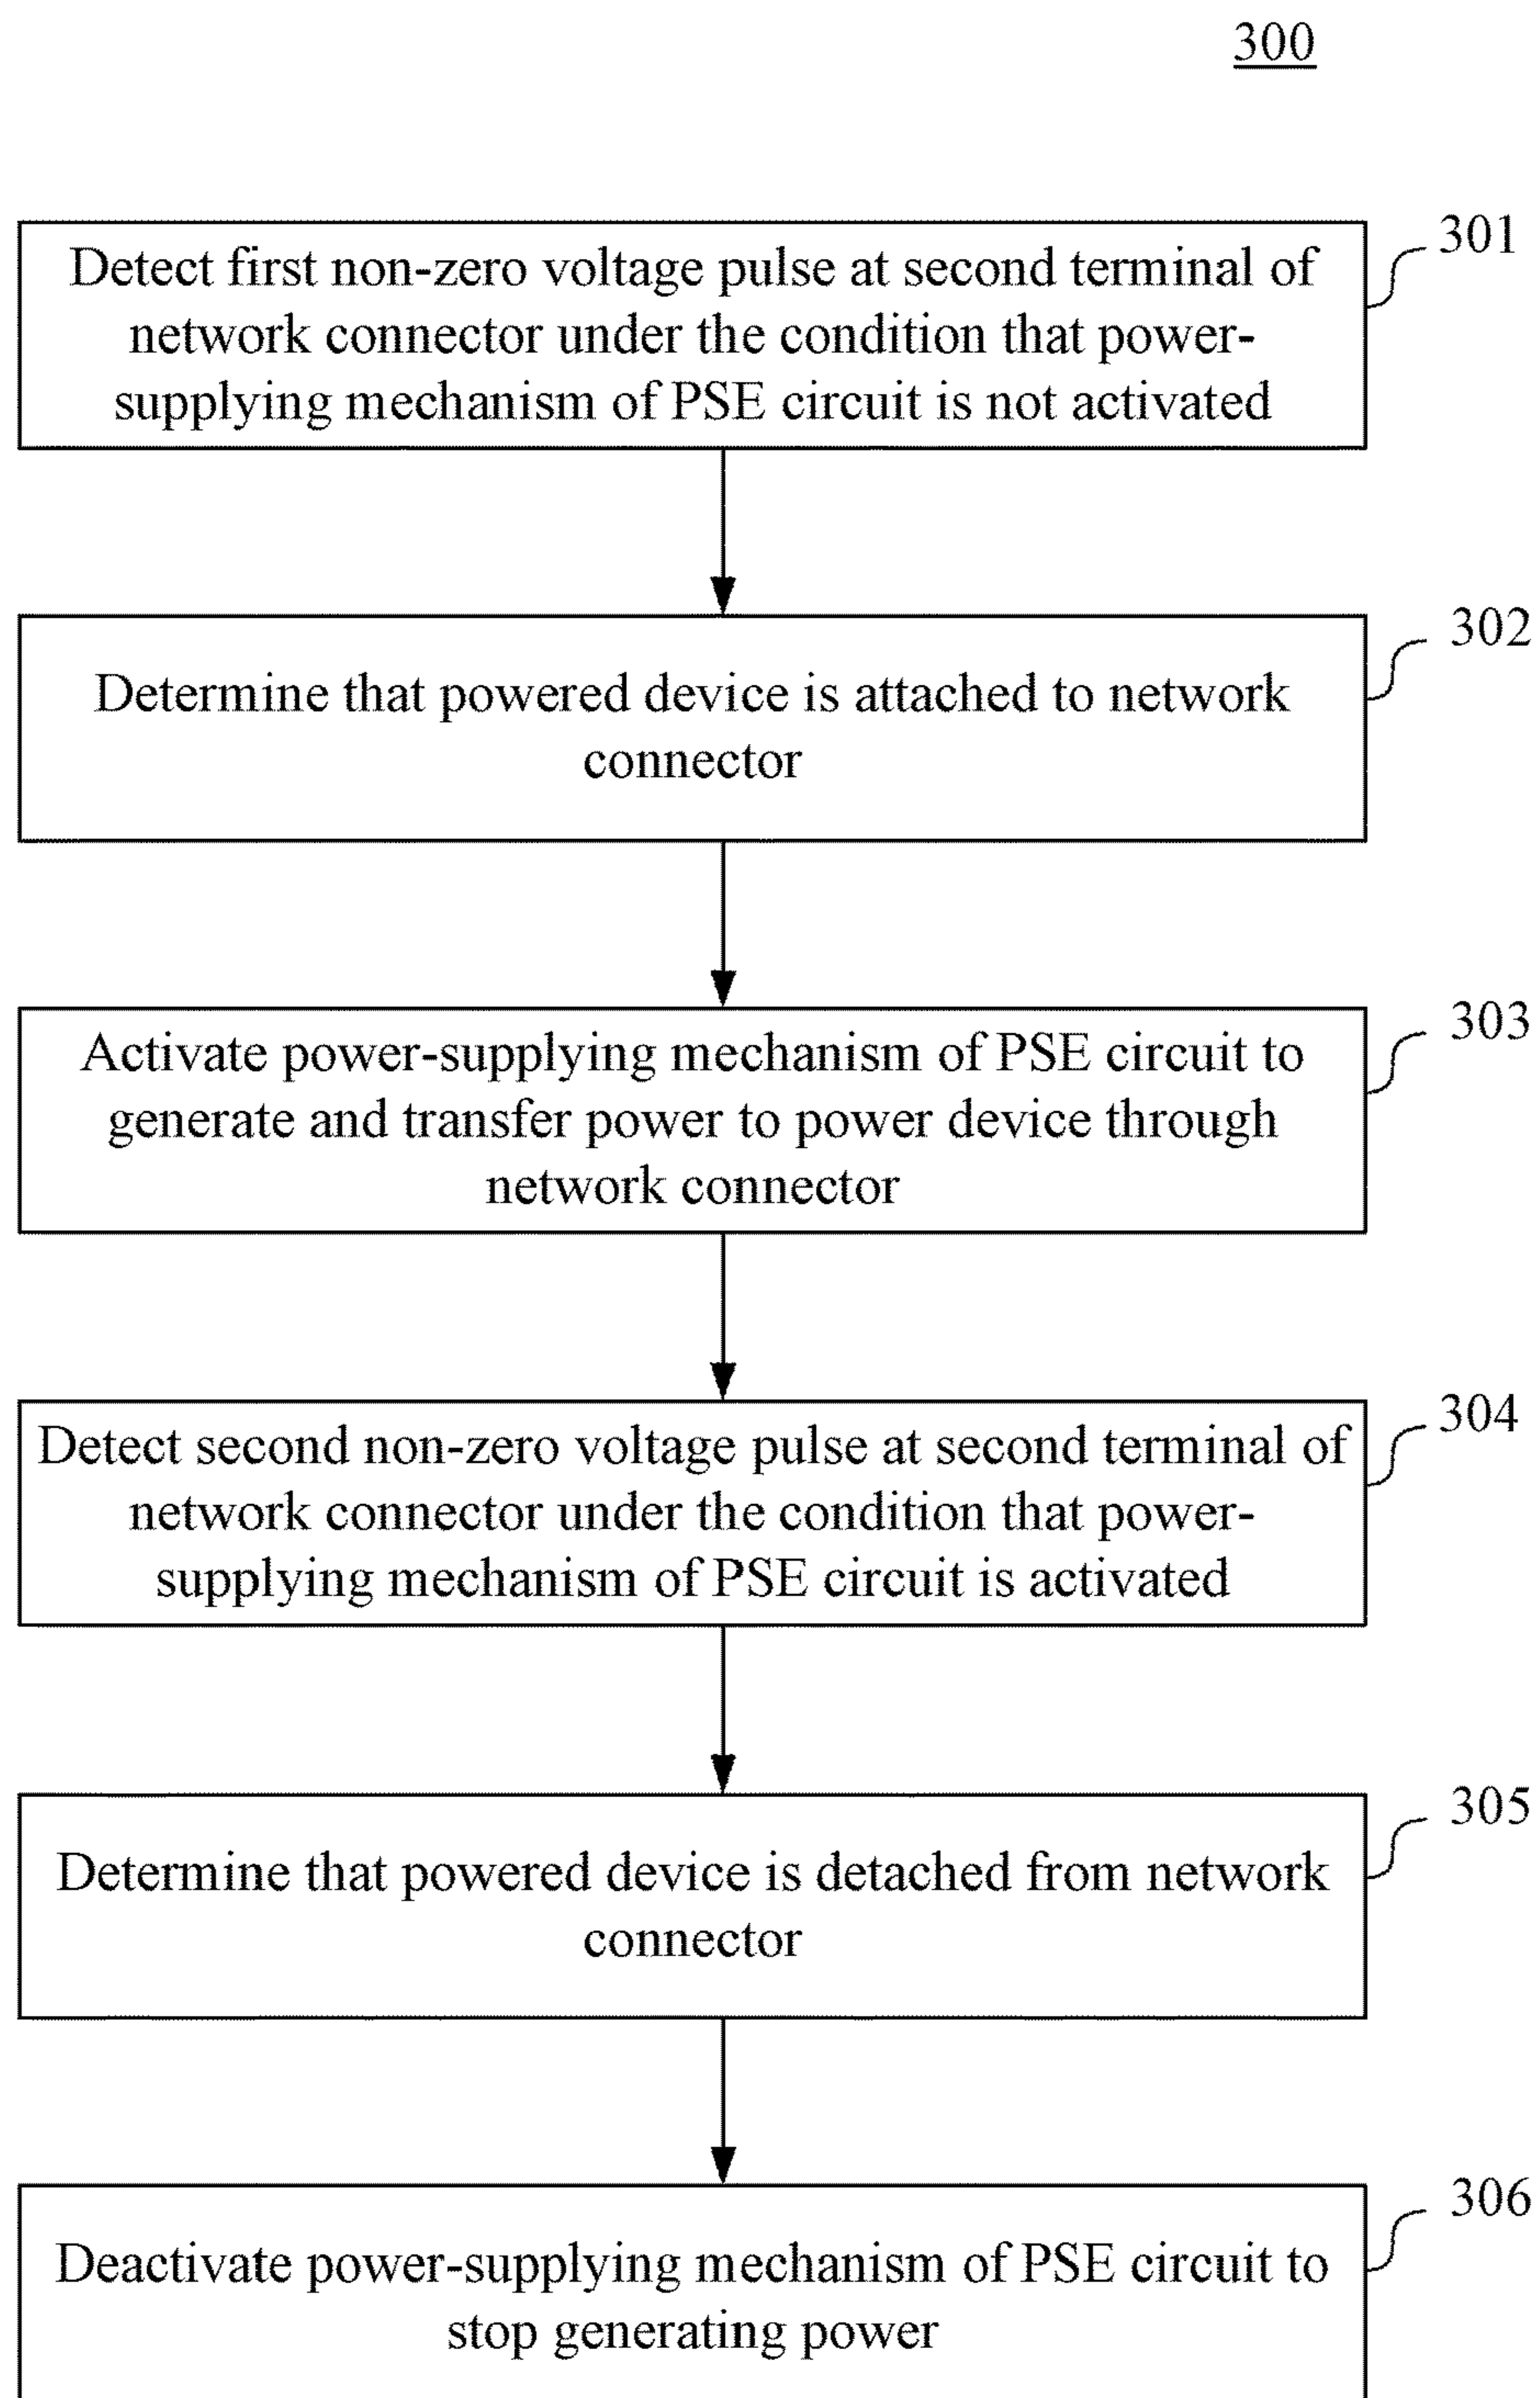 300
301
Detect first non-zero voltage pulse at second terminal of
network connector under the condition that power-
supplying mechanism of PSE circuit is not activated
302
Determine that powered device is attached to network
connector
303
Activate power-supplying mechanism of PSE circuit to
generate and transfer power to power device through
network connector
304
Detect second non-zero voltage pulse at second terminal of
network connector under the condition that power-
supplying mechanism of PSE circuit is activated
305
Determine that powered device is detached from network
connector
306
Deactivate power-supplying mechanism of PSE circuit to
stop generating power